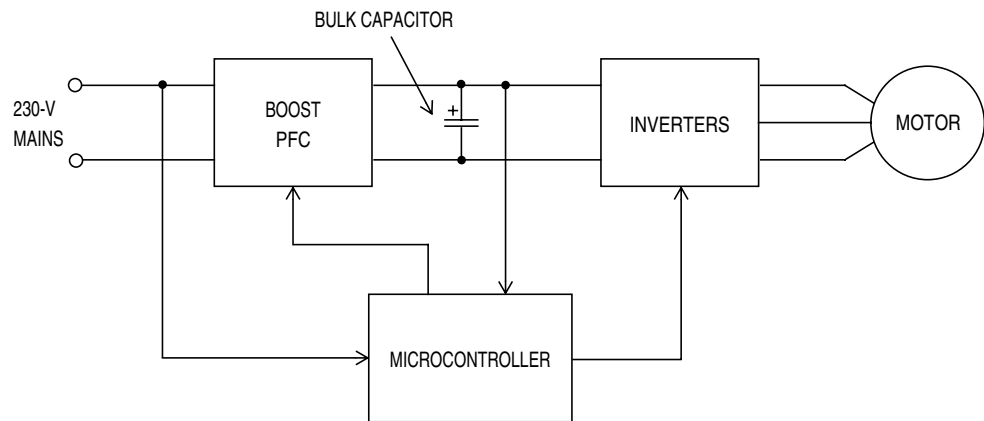 BULK CAPACITOR
230-V
MAINS
BOOST
PFC
+
INVERTERS
MOTOR
MICROCONTROLLER